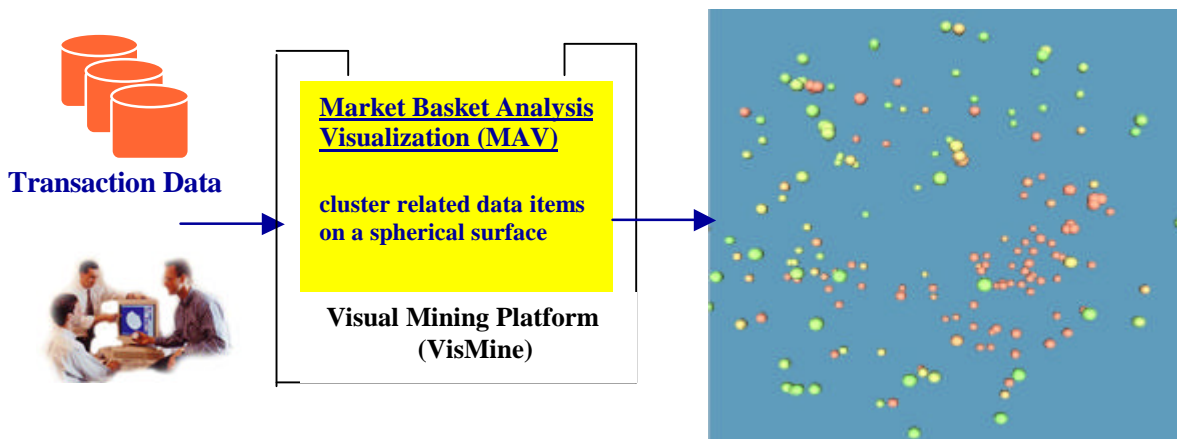 Transaction Data
Market Basket Analysis
Visualization (MAV)
cluster related data items
on a spherical surface
Visual Mining Platform
(VisMine)